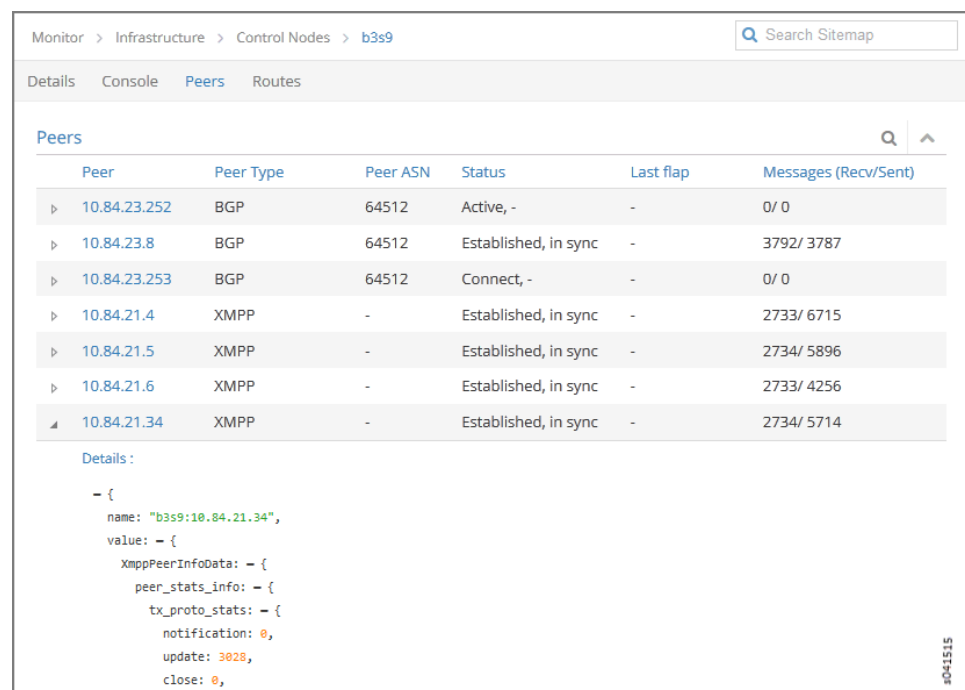 Monitor > Infrastructure > Control Nodes > b3s9
Search Sitemap
Details Console Peers Routes
Peers
Peer Peer Type Peer ASN Status Last flap Messages (Recv/Sent)
10.84.23.252 BGP 64512 Active, - - 0/ 0
10.84.23.8 BGP 64512 Established, in sync - 3792/ 3787
10.84.23.253 BGP 64512 Connect, - - 0/ 0
10.84.21.4 XMPP - Established, in sync - 2733/ 6715
10.84.21.5 XMPP - Established, in sync - 2734/ 5896
10.84.21.6 XMPP - Established, in sync - 2733/ 4256
10.84.21.34 XMPP - Established, in sync - 2734/ 5714
Details :
– {
name: "b3s9:10.84.21.34",
value: – {
XmppPeerInfoData: – {
peer_stats_info: – {
tx_proto_stats: – {
notification: 0,
update: 3028,
close: 0,
s041515